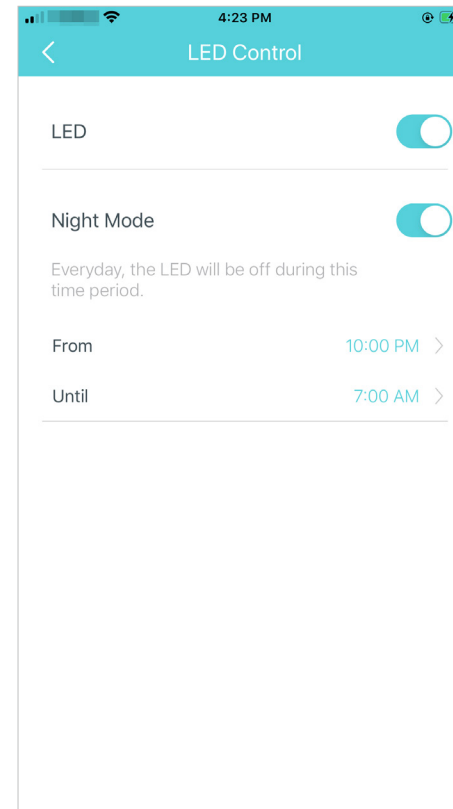 4:23 PM
LED Control
LED
Night Mode
Everyday, the LED will be off during this
time period.
From 10:00 PM
Until 7:00 AM